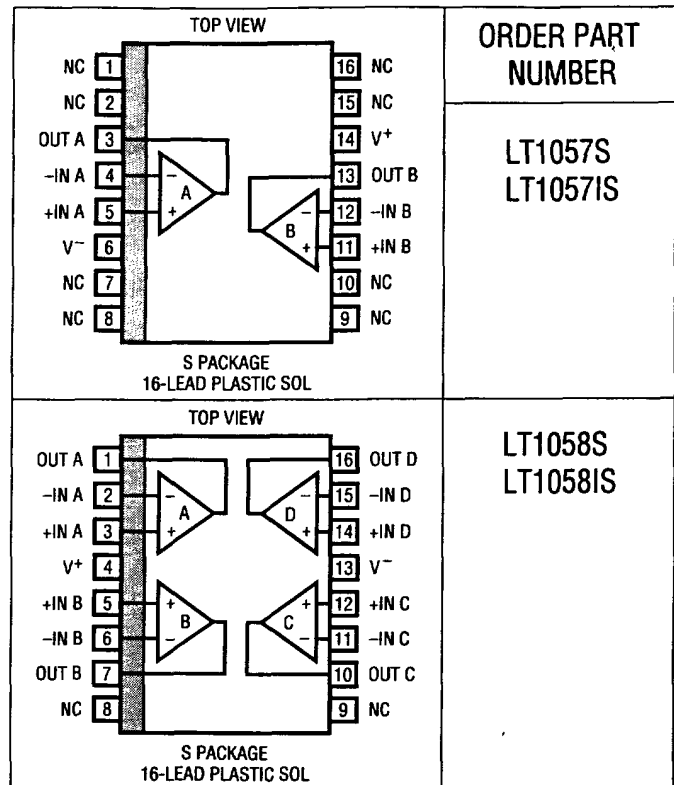 TOP VIEW
NC 1
NC 2
OUT A 3
–IN A 4
+IN A 5
V– 6
NC 7
NC 8
16 NC
15 NC
14 V+
13 OUT B
12 –IN B
11 +IN B
10 NC
9 NC
– A +
– B +
S PACKAGE
16-LEAD PLASTIC SOL
ORDER PART
NUMBER
LT1057S
LT1057IS
TOP VIEW
OUT A 1
–IN A 2
+IN A 3
V+ 4
+IN B 5
–IN B 6
OUT B 7
NC 8
16 OUT D
15 –IN D
14 +IN D
13 V–
12 +IN C
11 –IN C
10 OUT C
9 NC
– A +
– D +
+ B –
+ C –
S PACKAGE
16-LEAD PLASTIC SOL
LT1058S
LT1058IS